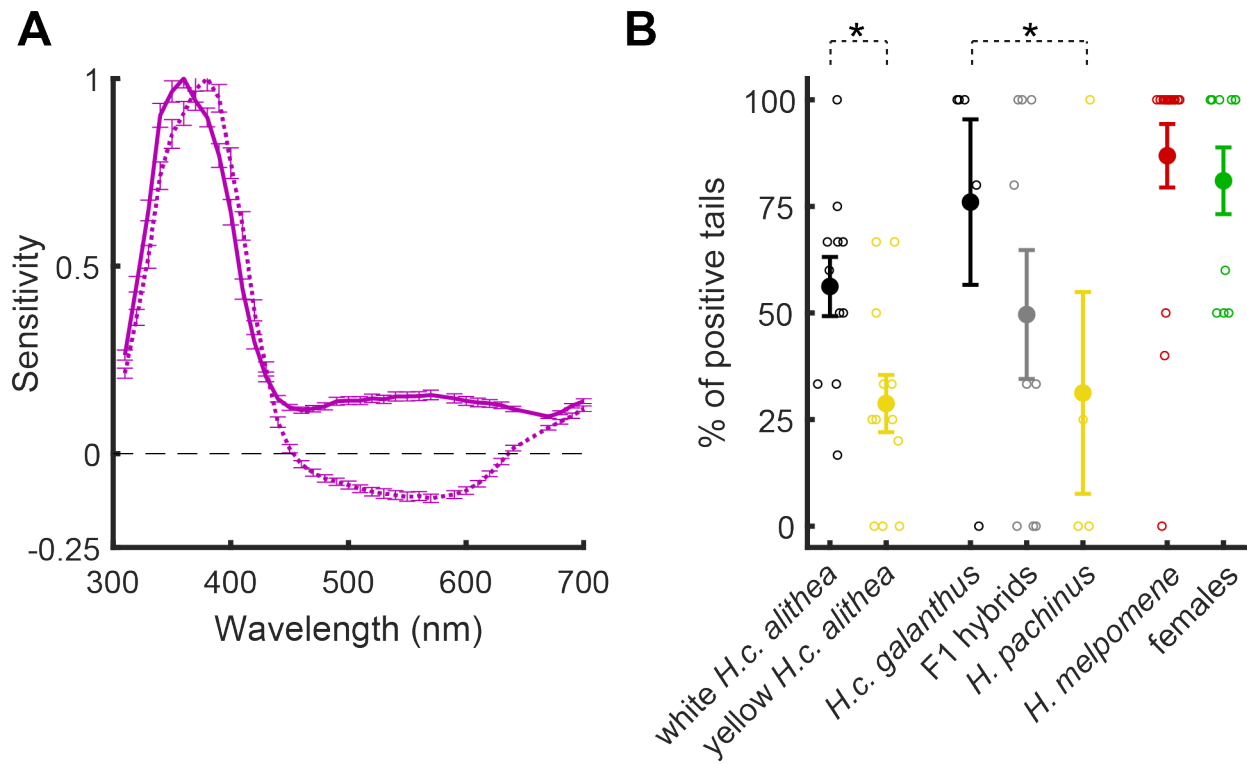 A
B
*
*
1
0.5
0
-0.25
Sensitivity
300
400
500
600
700
Wavelength (nm)
100
75
50
25
0
% of positive tails
white H.c. alithea
yellow H.c. alithea
H.c. galanthus
F1 hybrids
H. pachinus
H. melpomene
females